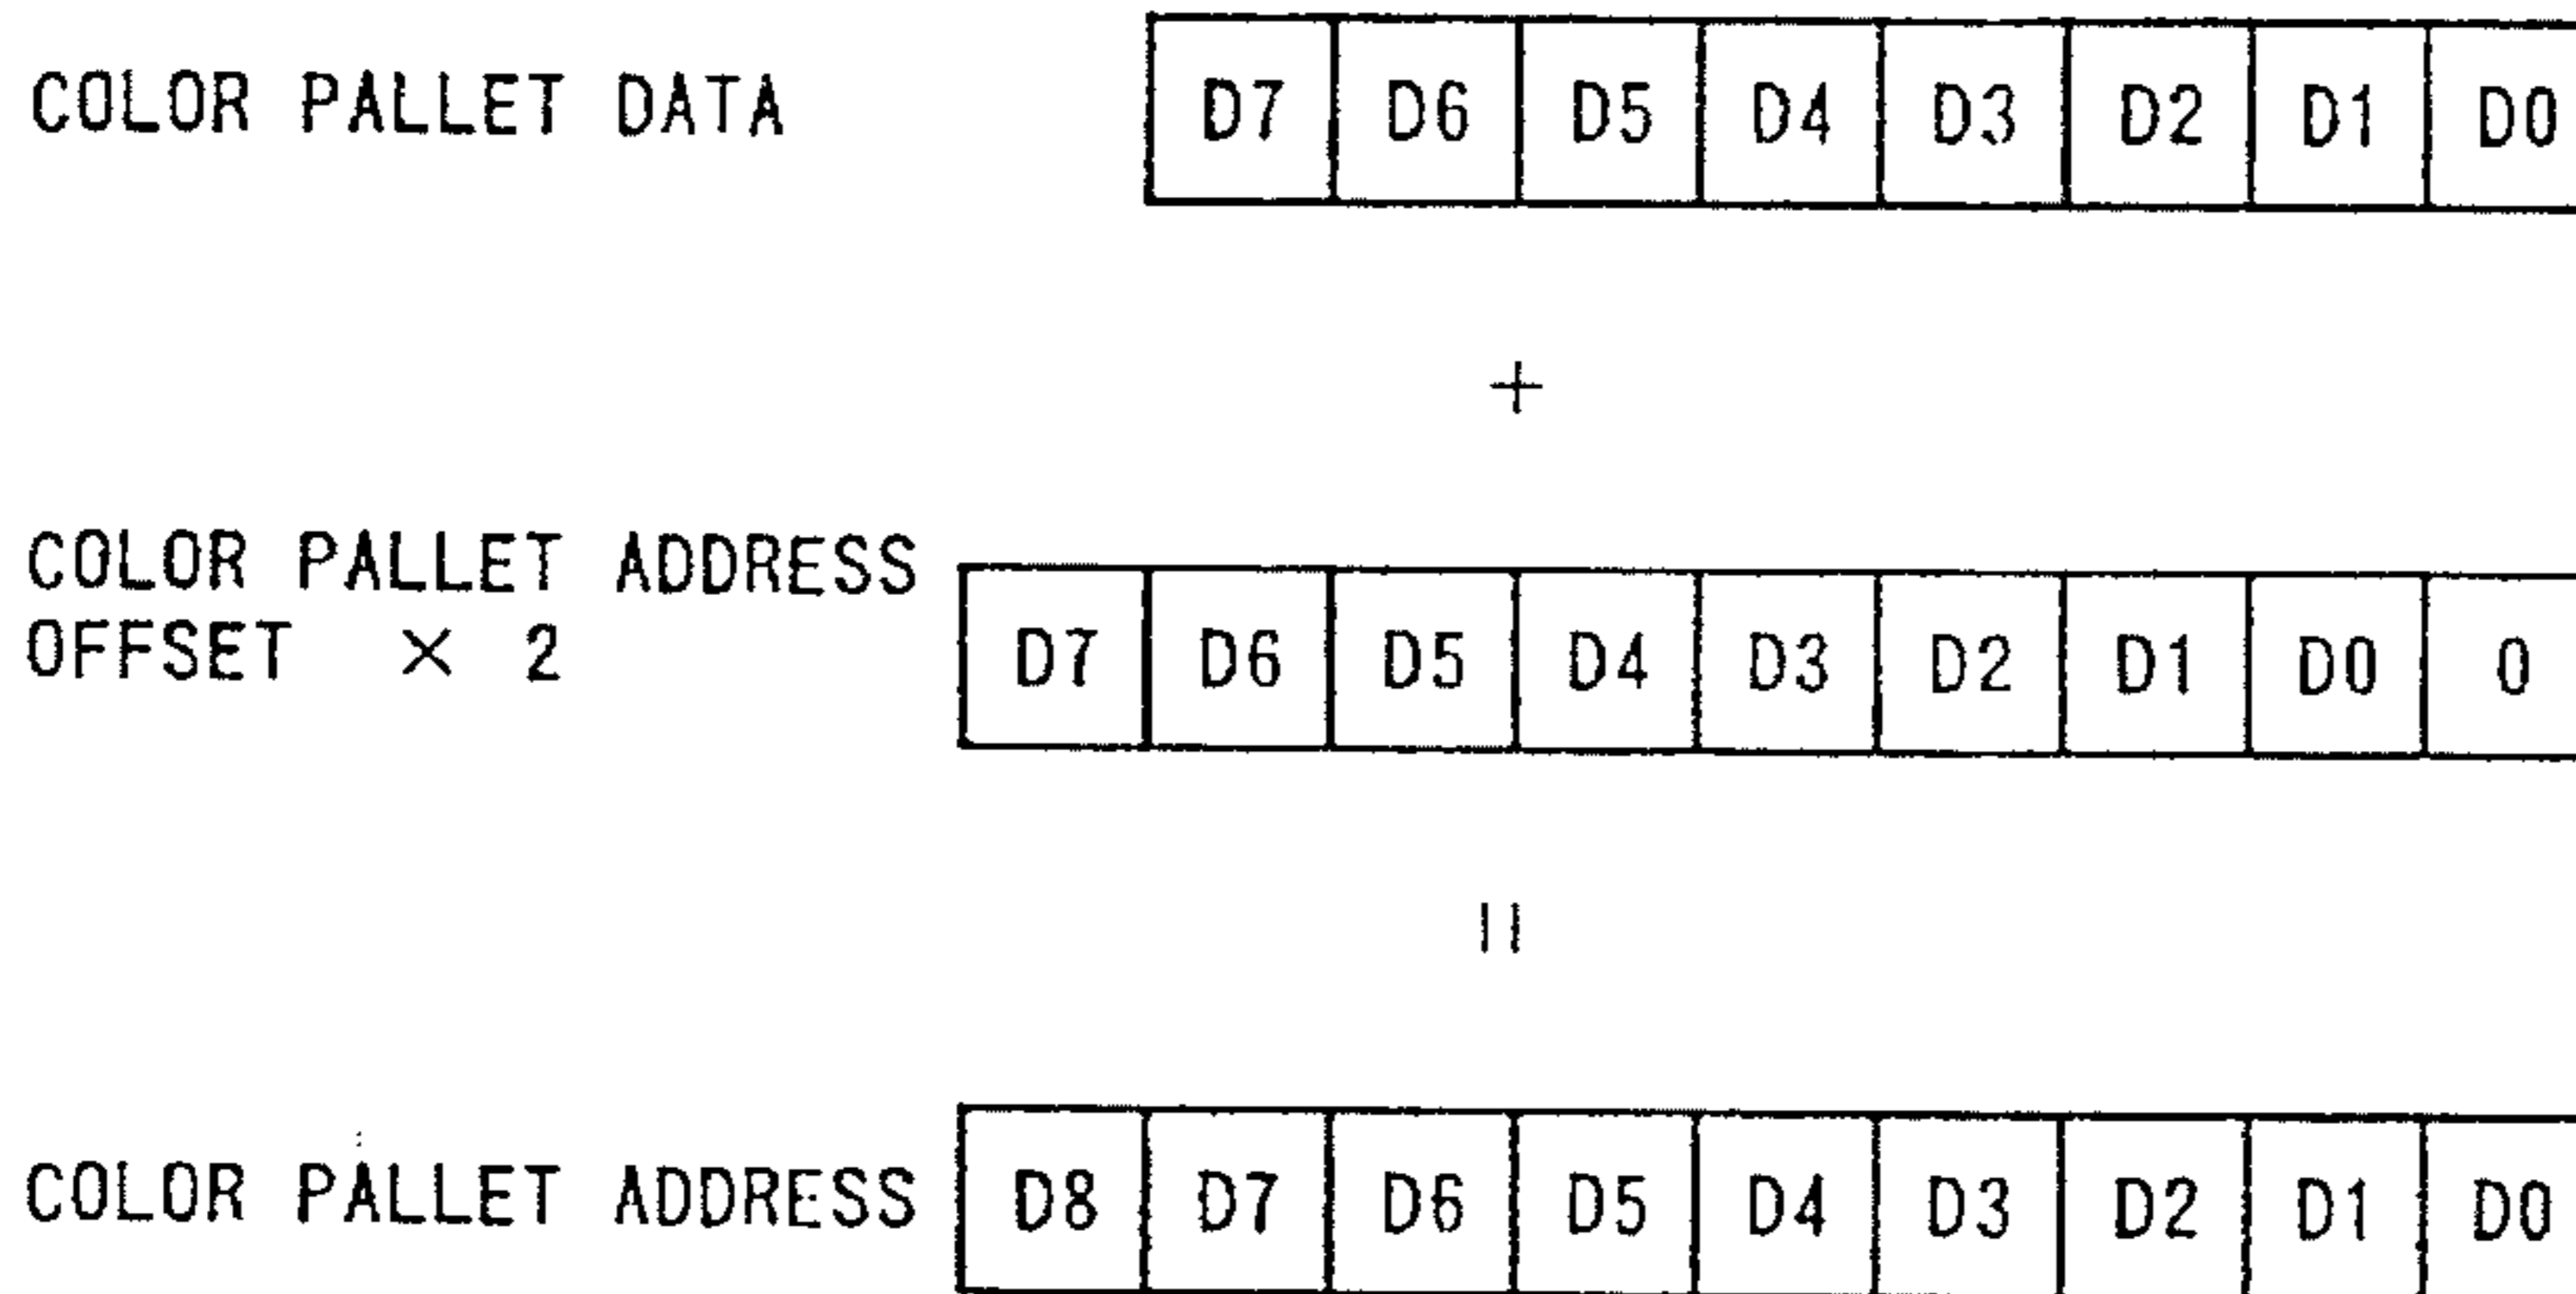 COLOR PALLET DATA D7 D6 D5 D4 D3 D2 D1 D0
+
COLOR PALLET ADDRESS
OFFSET × 2 D7 D6 D5 D4 D3 D2 D1 D0 0
=
COLOR PALLET ADDRESS D8 D7 D6 D5 D4 D3 D2 D1 D0